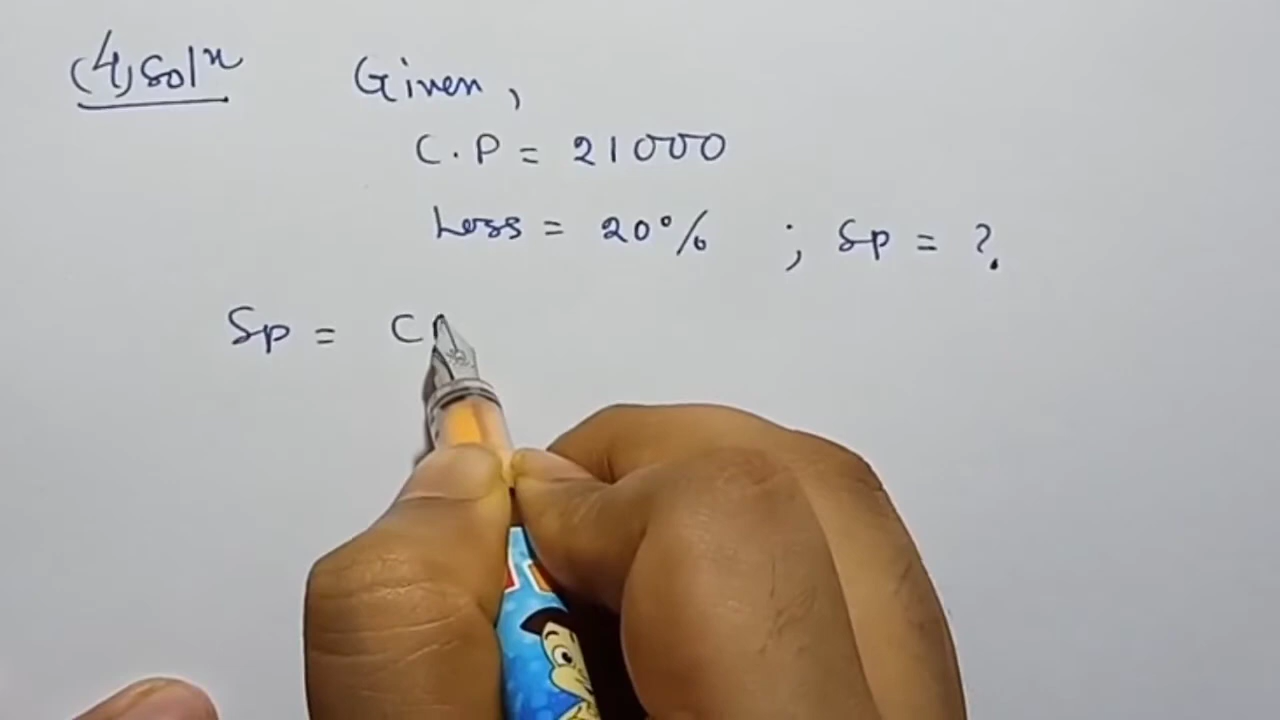 (4) Solⁿ Given,
C.P = 21000
Loss = 20% ; Sp = ?
Sp = C